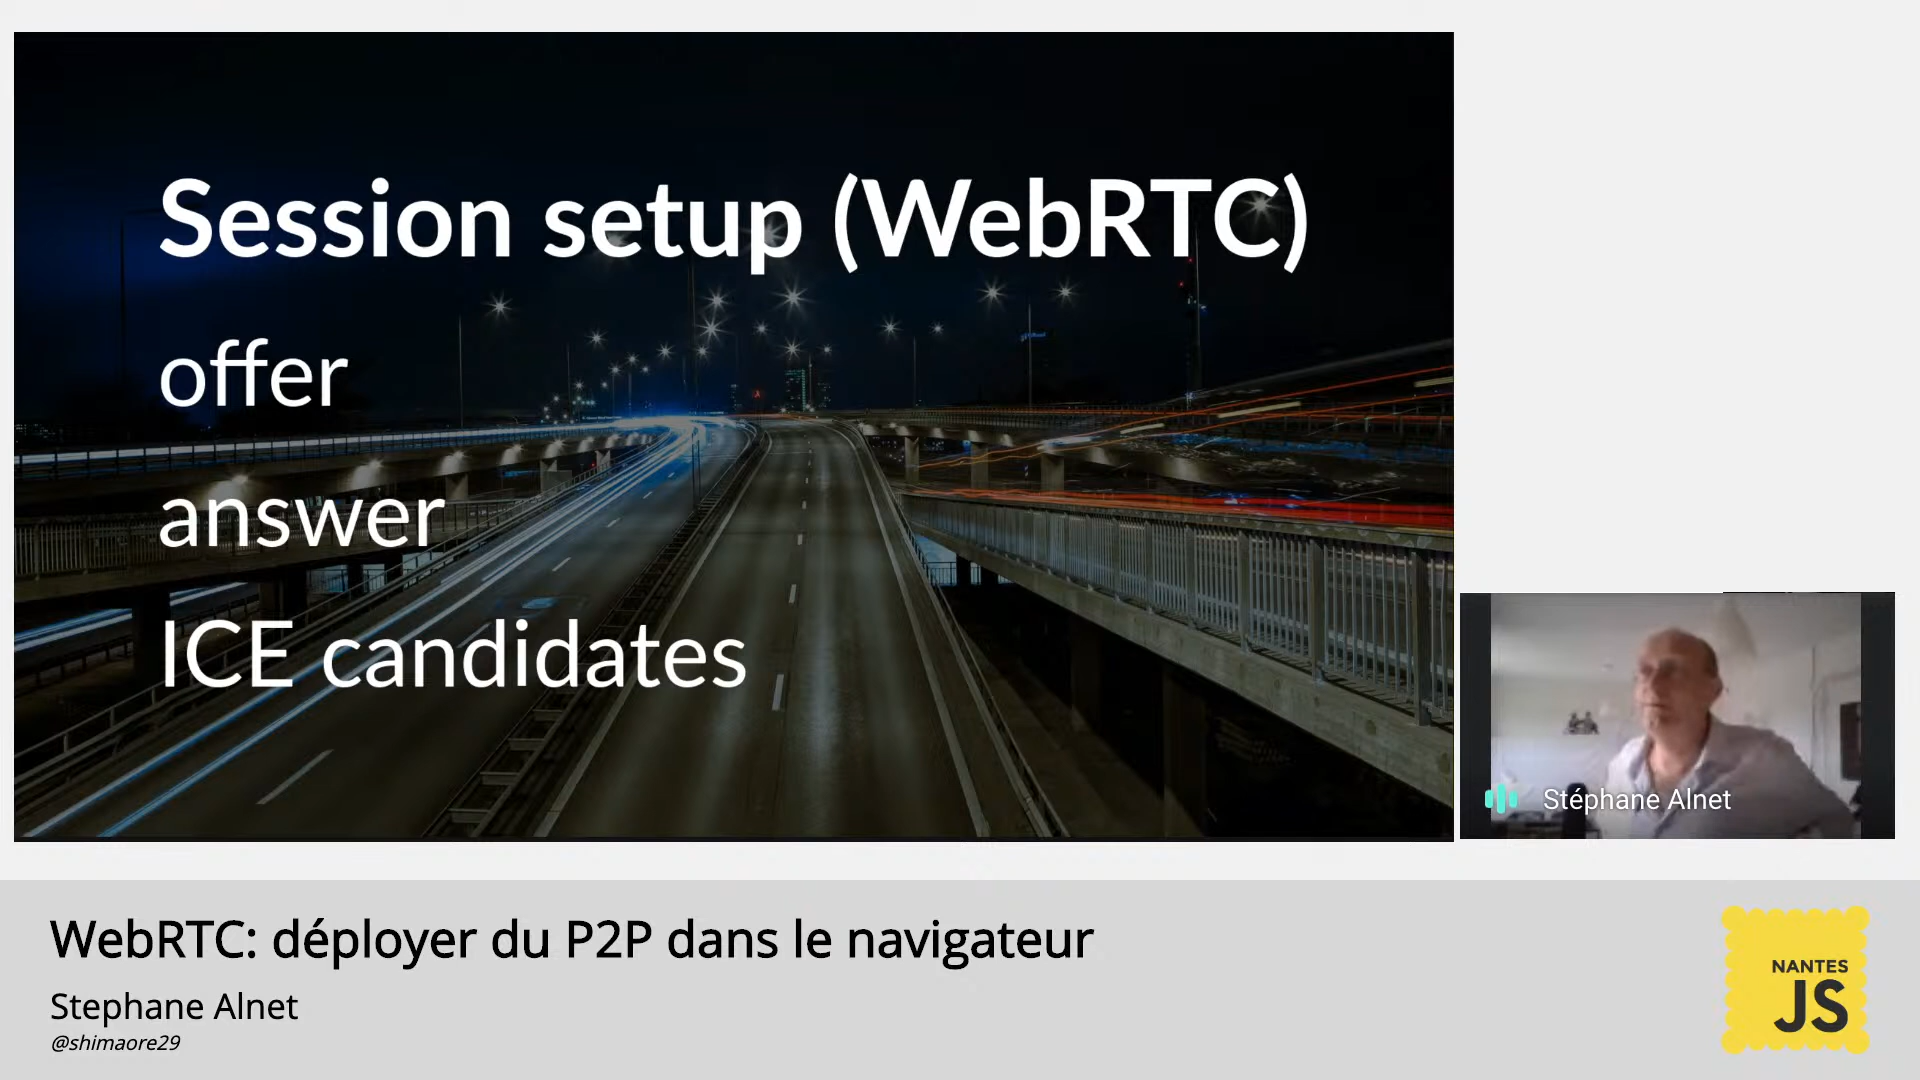 Session setup (WebRTC)
offer
answer
ICE candidates
Stéphane Alnet
WebRTC: déployer du P2P dans le navigateur
Stephane Alnet
@shimaore29
NANTES
JS